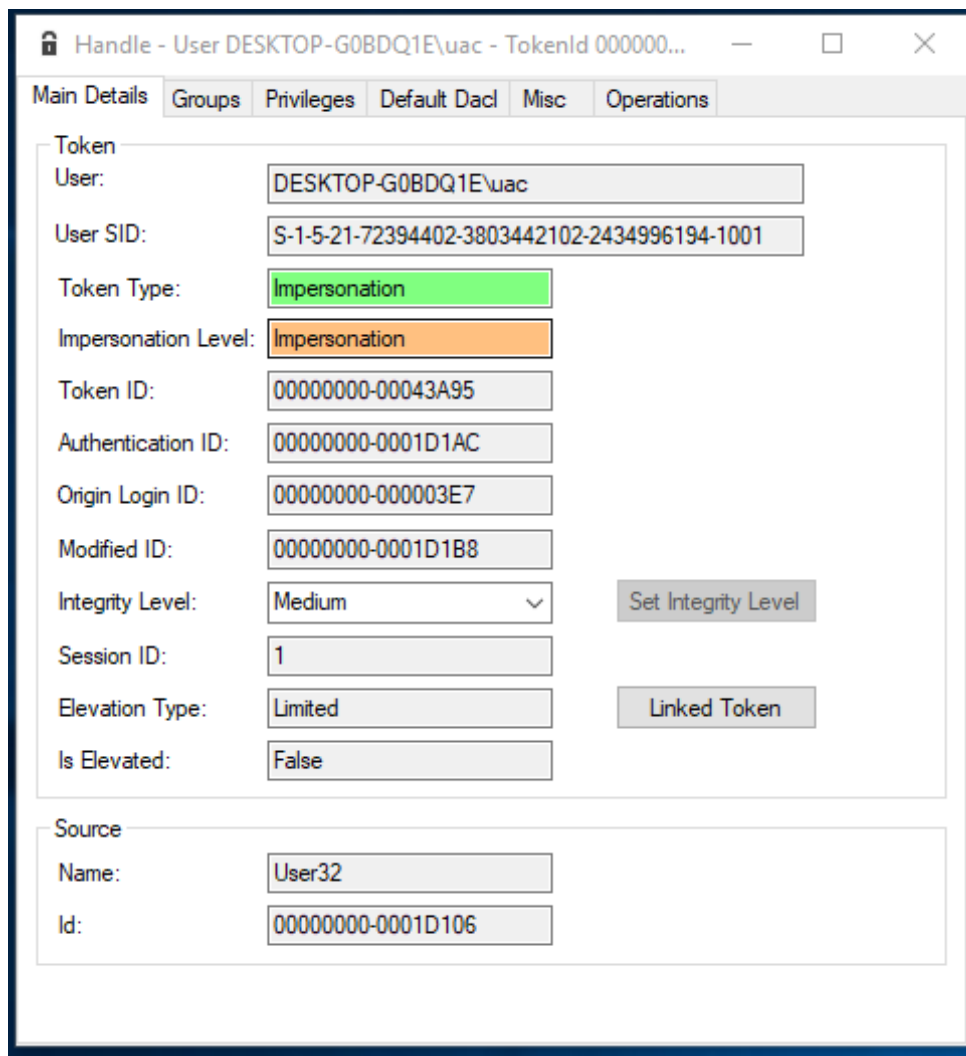 Handle - User DESKTOP-G0BDQ1E\uac - TokenId 000000...
Main Details Groups Privileges Default Dacl Misc Operations
Token
User: DESKTOP-G0BDQ1E\uac
User SID: S-1-5-21-72394402-3803442102-2434996194-1001
Token Type: Impersonation
Impersonation Level: Impersonation
Token ID: 00000000-00043A95
Authentication ID: 00000000-0001D1AC
Origin Login ID: 00000000-000003E7
Modified ID: 00000000-0001D1B8
Integrity Level: Medium Set Integrity Level
Session ID: 1
Elevation Type: Limited Linked Token
Is Elevated: False
Source
Name: User32
Id: 00000000-0001D106